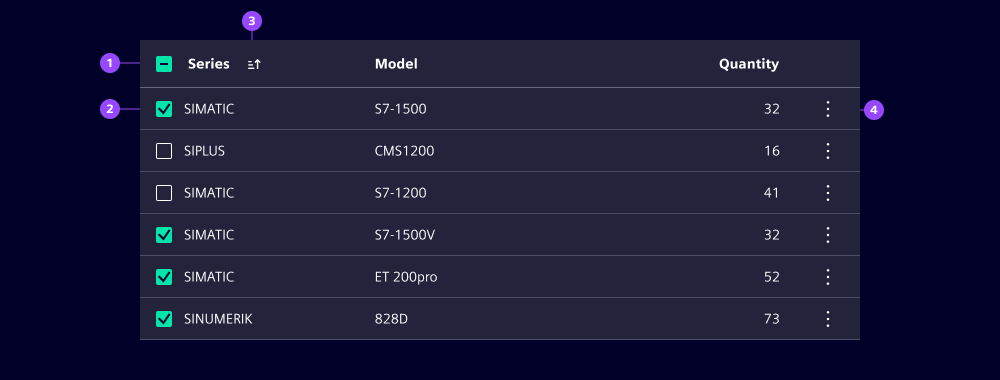 3
1 Series Model Quantity
2 SIMATIC S7-1500 32 4
SIPLUS CMS1200 16
SIMATIC S7-1200 41
SIMATIC S7-1500V 32
SIMATIC ET 200pro 52
SINUMERIK 828D 73